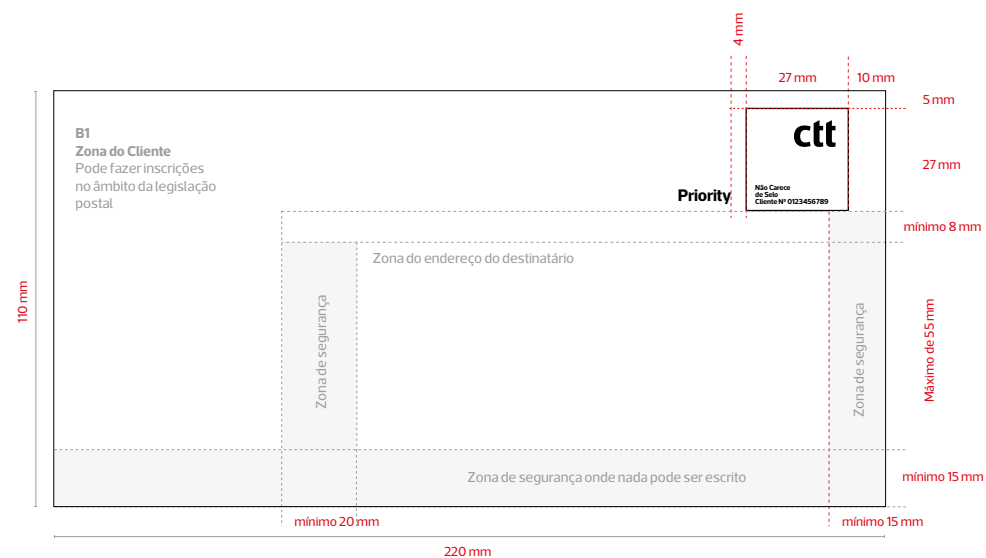 4 mm
27 mm
10 mm
5 mm
B1
Zona do Cliente
Pode fazer inscrições
no âmbito da legislação
postal
ctt
27 mm
Priority
Não Carece
de Selo
Cliente Nº 0123456789
mínimo 8 mm
Zona do endereço do destinatário
110 mm
Zona de segurança
Zona de segurança
Máximo de 55 mm
Zona de segurança onde nada pode ser escrito
mínimo 15 mm
mínimo 20 mm
mínimo 15 mm
220 mm